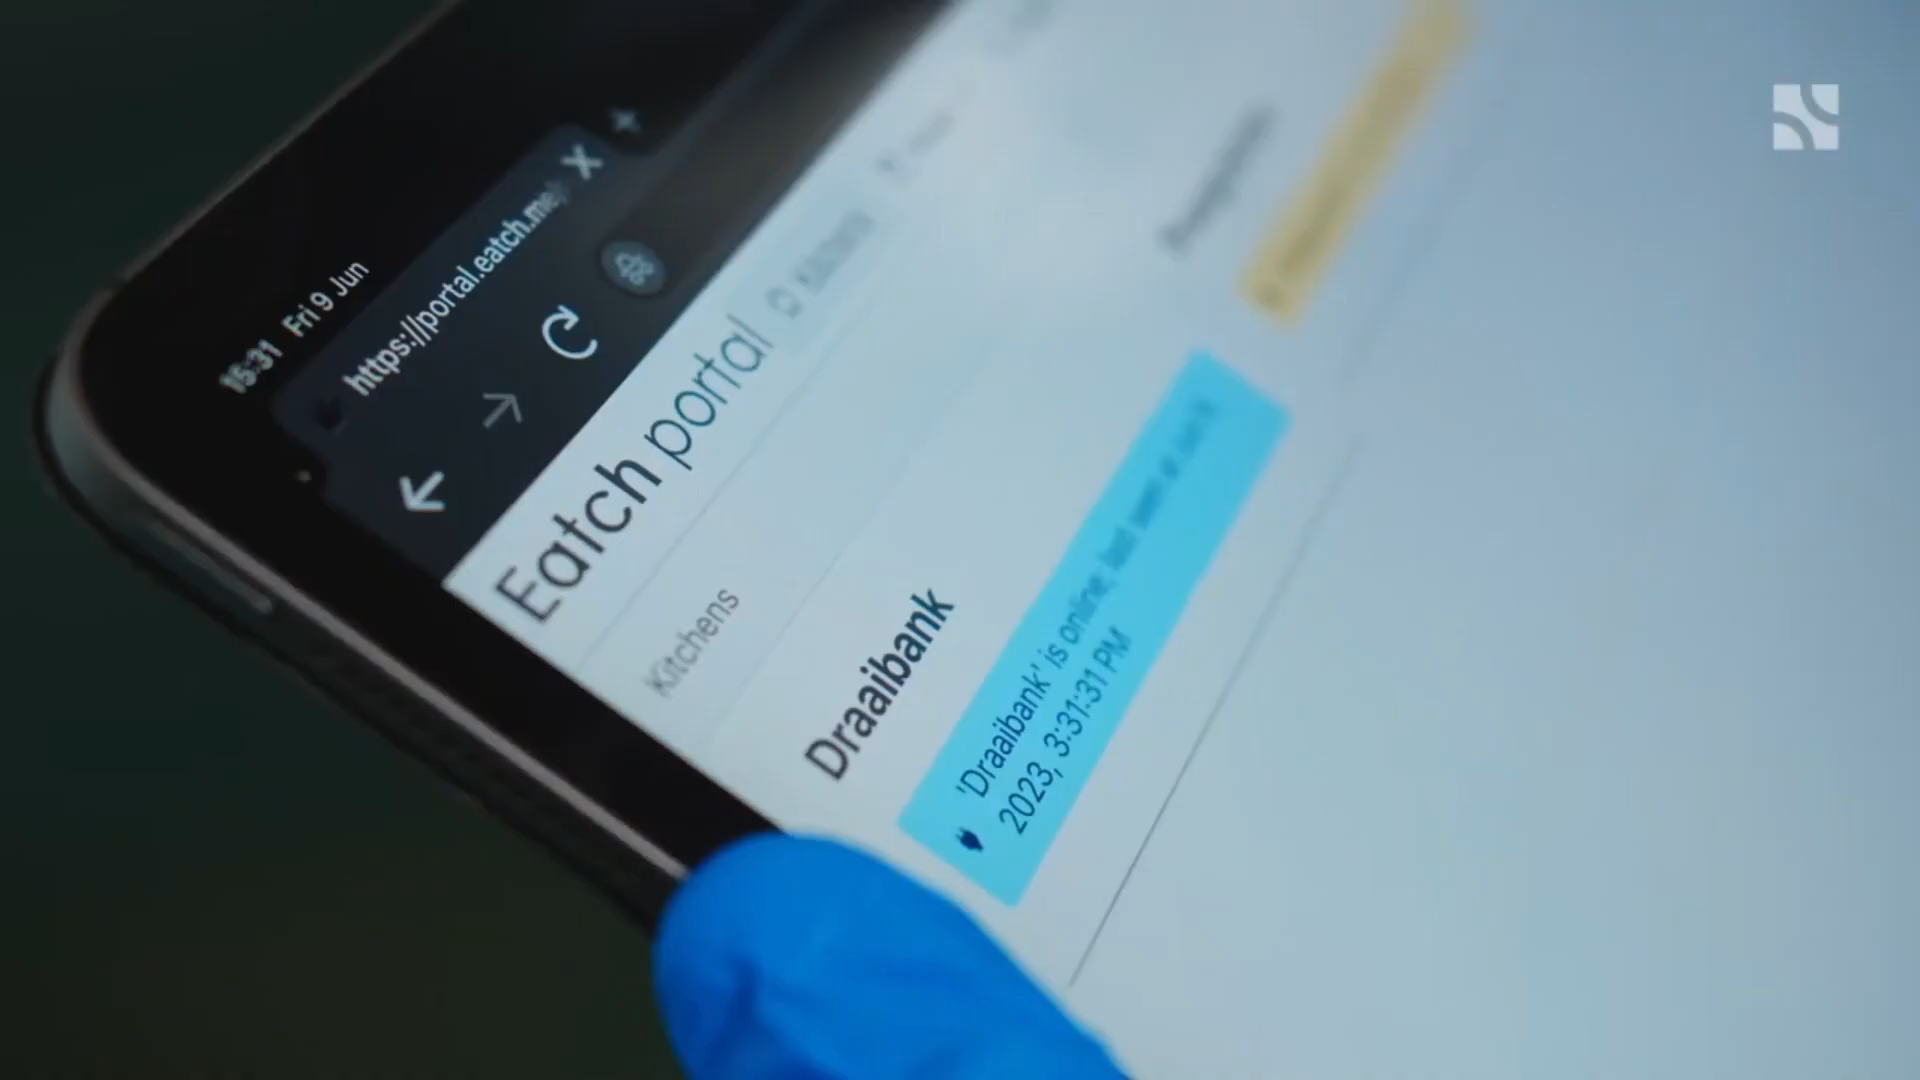 15:31 Fri 9 Jun
https://portal.eatch.me/
Eatch portal
Kitchens
Kitchens
Draaibank
'Draaibank' is online; last seen at
2023, 3:31:31 PM